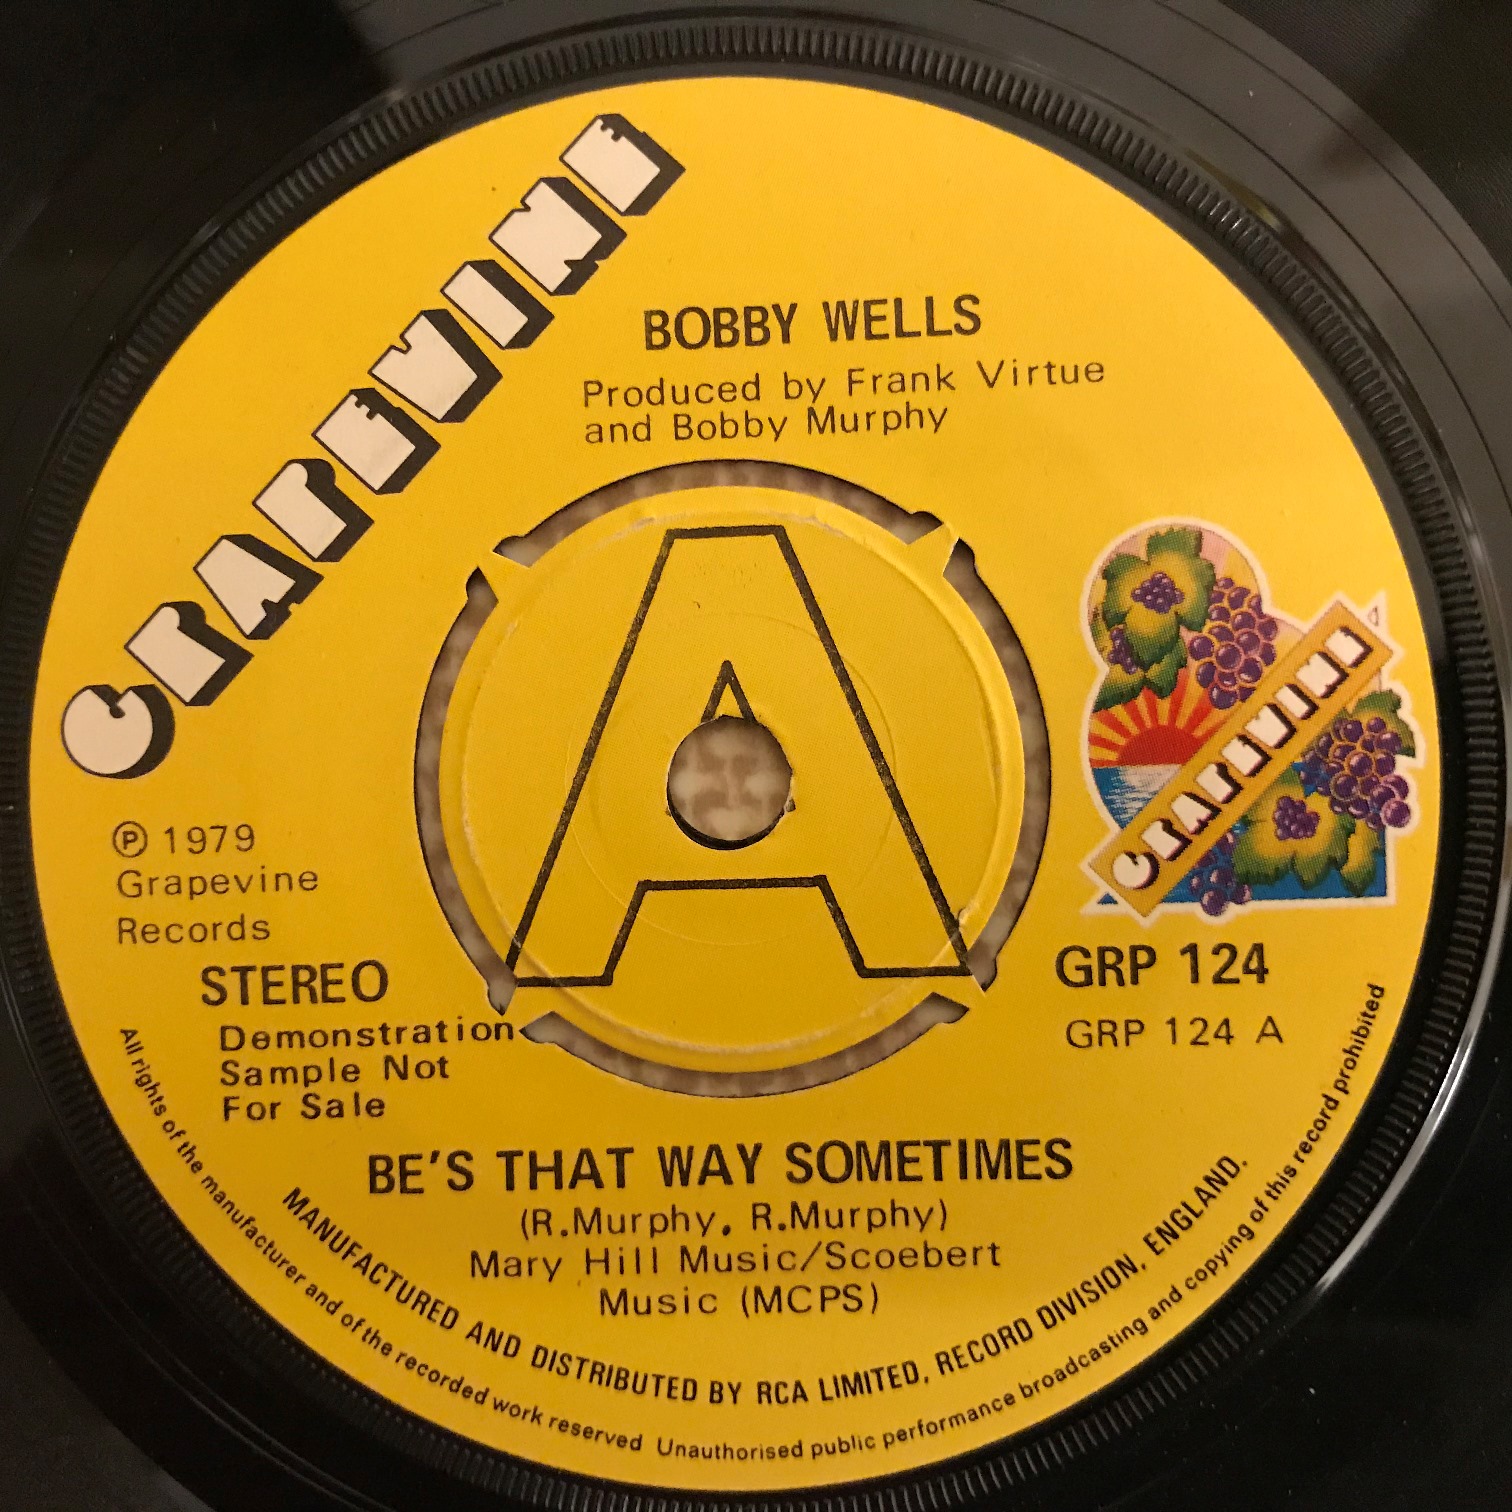 GRAPEVINE
BOBBY WELLS
Produced by Frank Virtue
and Bobby Murphy
A
GRAPEVINE
Ⓟ 1979
Grapevine
Records
STEREO
Demonstration
Sample Not
For Sale
GRP 124
GRP 124 A
BE'S THAT WAY SOMETIMES
(R.Murphy, R.Murphy)
Mary Hill Music/Scoebert
Music (MCPS)
MANUFACTURED AND DISTRIBUTED BY RCA LIMITED, RECORD DIVISION, ENGLAND.
All rights of the manufacturer and of the recorded work reserved Unauthorised public performance broadcasting and copying of this record prohibited